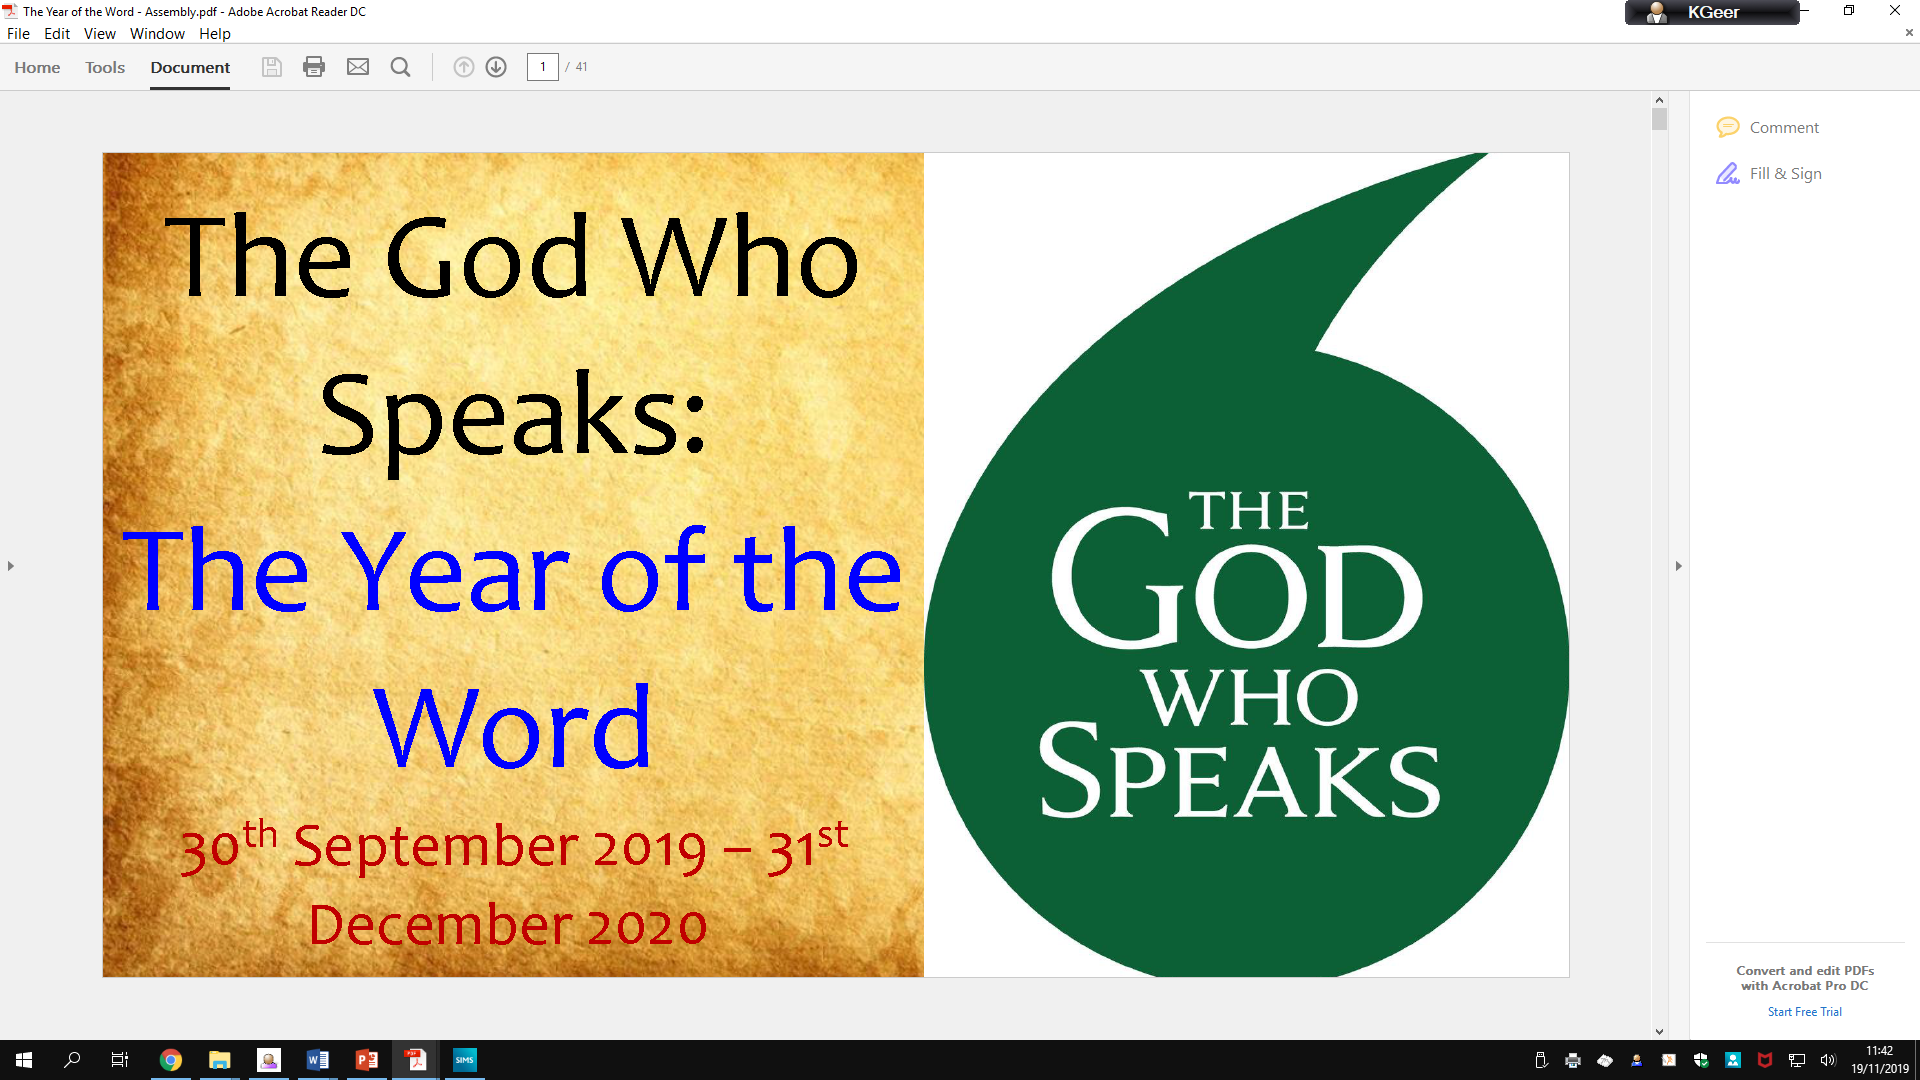 The Year of the Word - Assembly.pdf - Adobe Acrobat Reader DC
KGeer
File Edit View Window Help
Home Tools Document
1 / 41
The God Who
Speaks:
The Year of the
Word
30th September 2019 – 31st
December 2020
THE
GOD
WHO
SPEAKS
Comment
Fill & Sign
Convert and edit PDFs
with Acrobat Pro DC
Start Free Trial
SIMS
11:42
19/11/2019